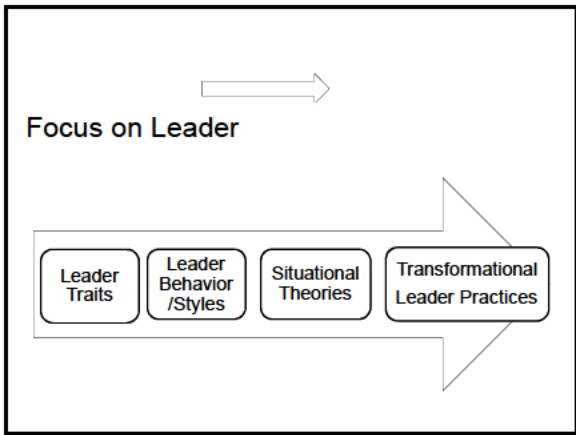 Focus on Leader
Leader
Traits
Leader
Behavior
/Styles
Situational
Theories
Transformational
Leader Practices